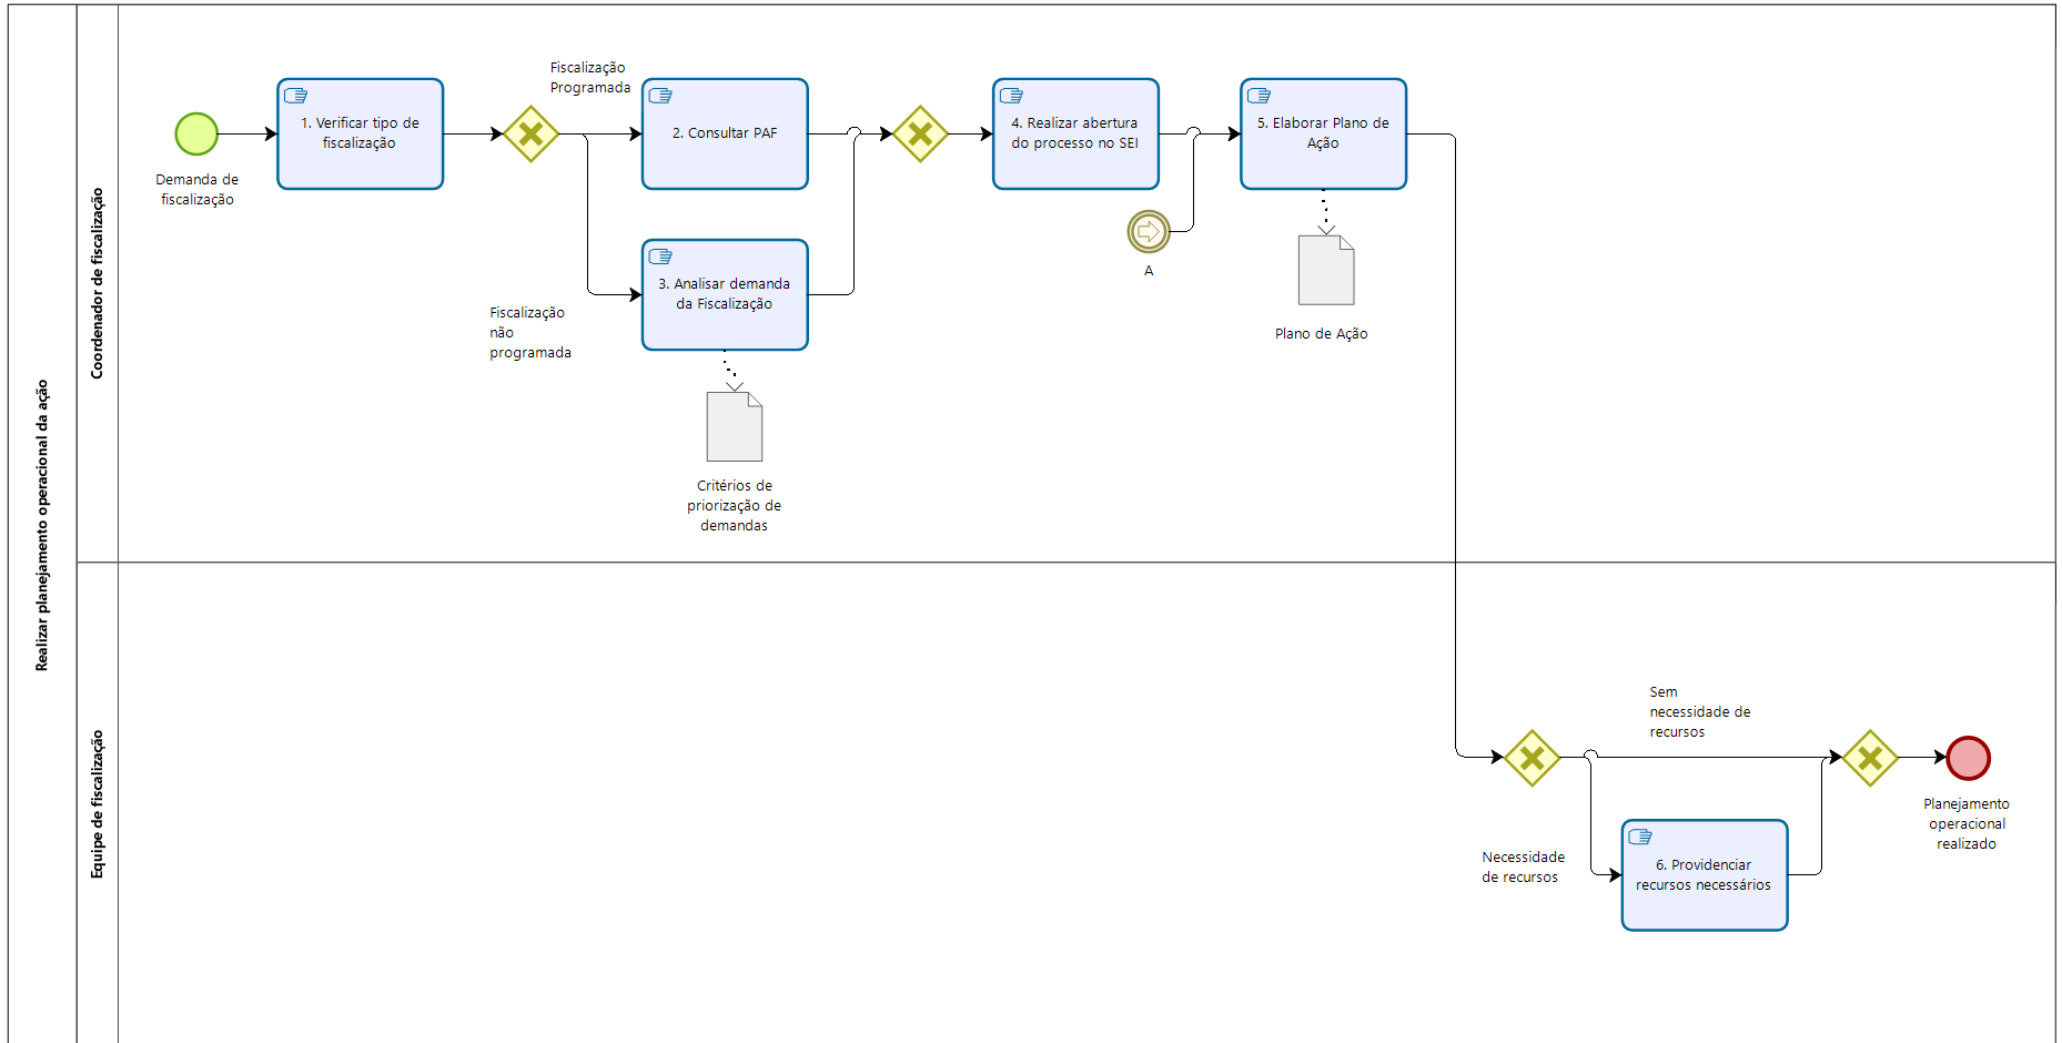 Realizar planejamento operacional da ação
Coordenador de fiscalização
Demanda de
fiscalização
1. Verificar tipo de
fiscalização
Fiscalização
Programada
2. Consultar PAF
Fiscalização
não
programada
3. Analisar demanda
da Fiscalização
Critérios de
priorização de
demandas
4. Realizar abertura
do processo no SEI
A
5. Elaborar Plano de
Ação
Plano de Ação
Equipe de fiscalização
Sem
necessidade de
recursos
Necessidade
de recursos
6. Providenciar
recursos necessários
Planejamento
operacional
realizado